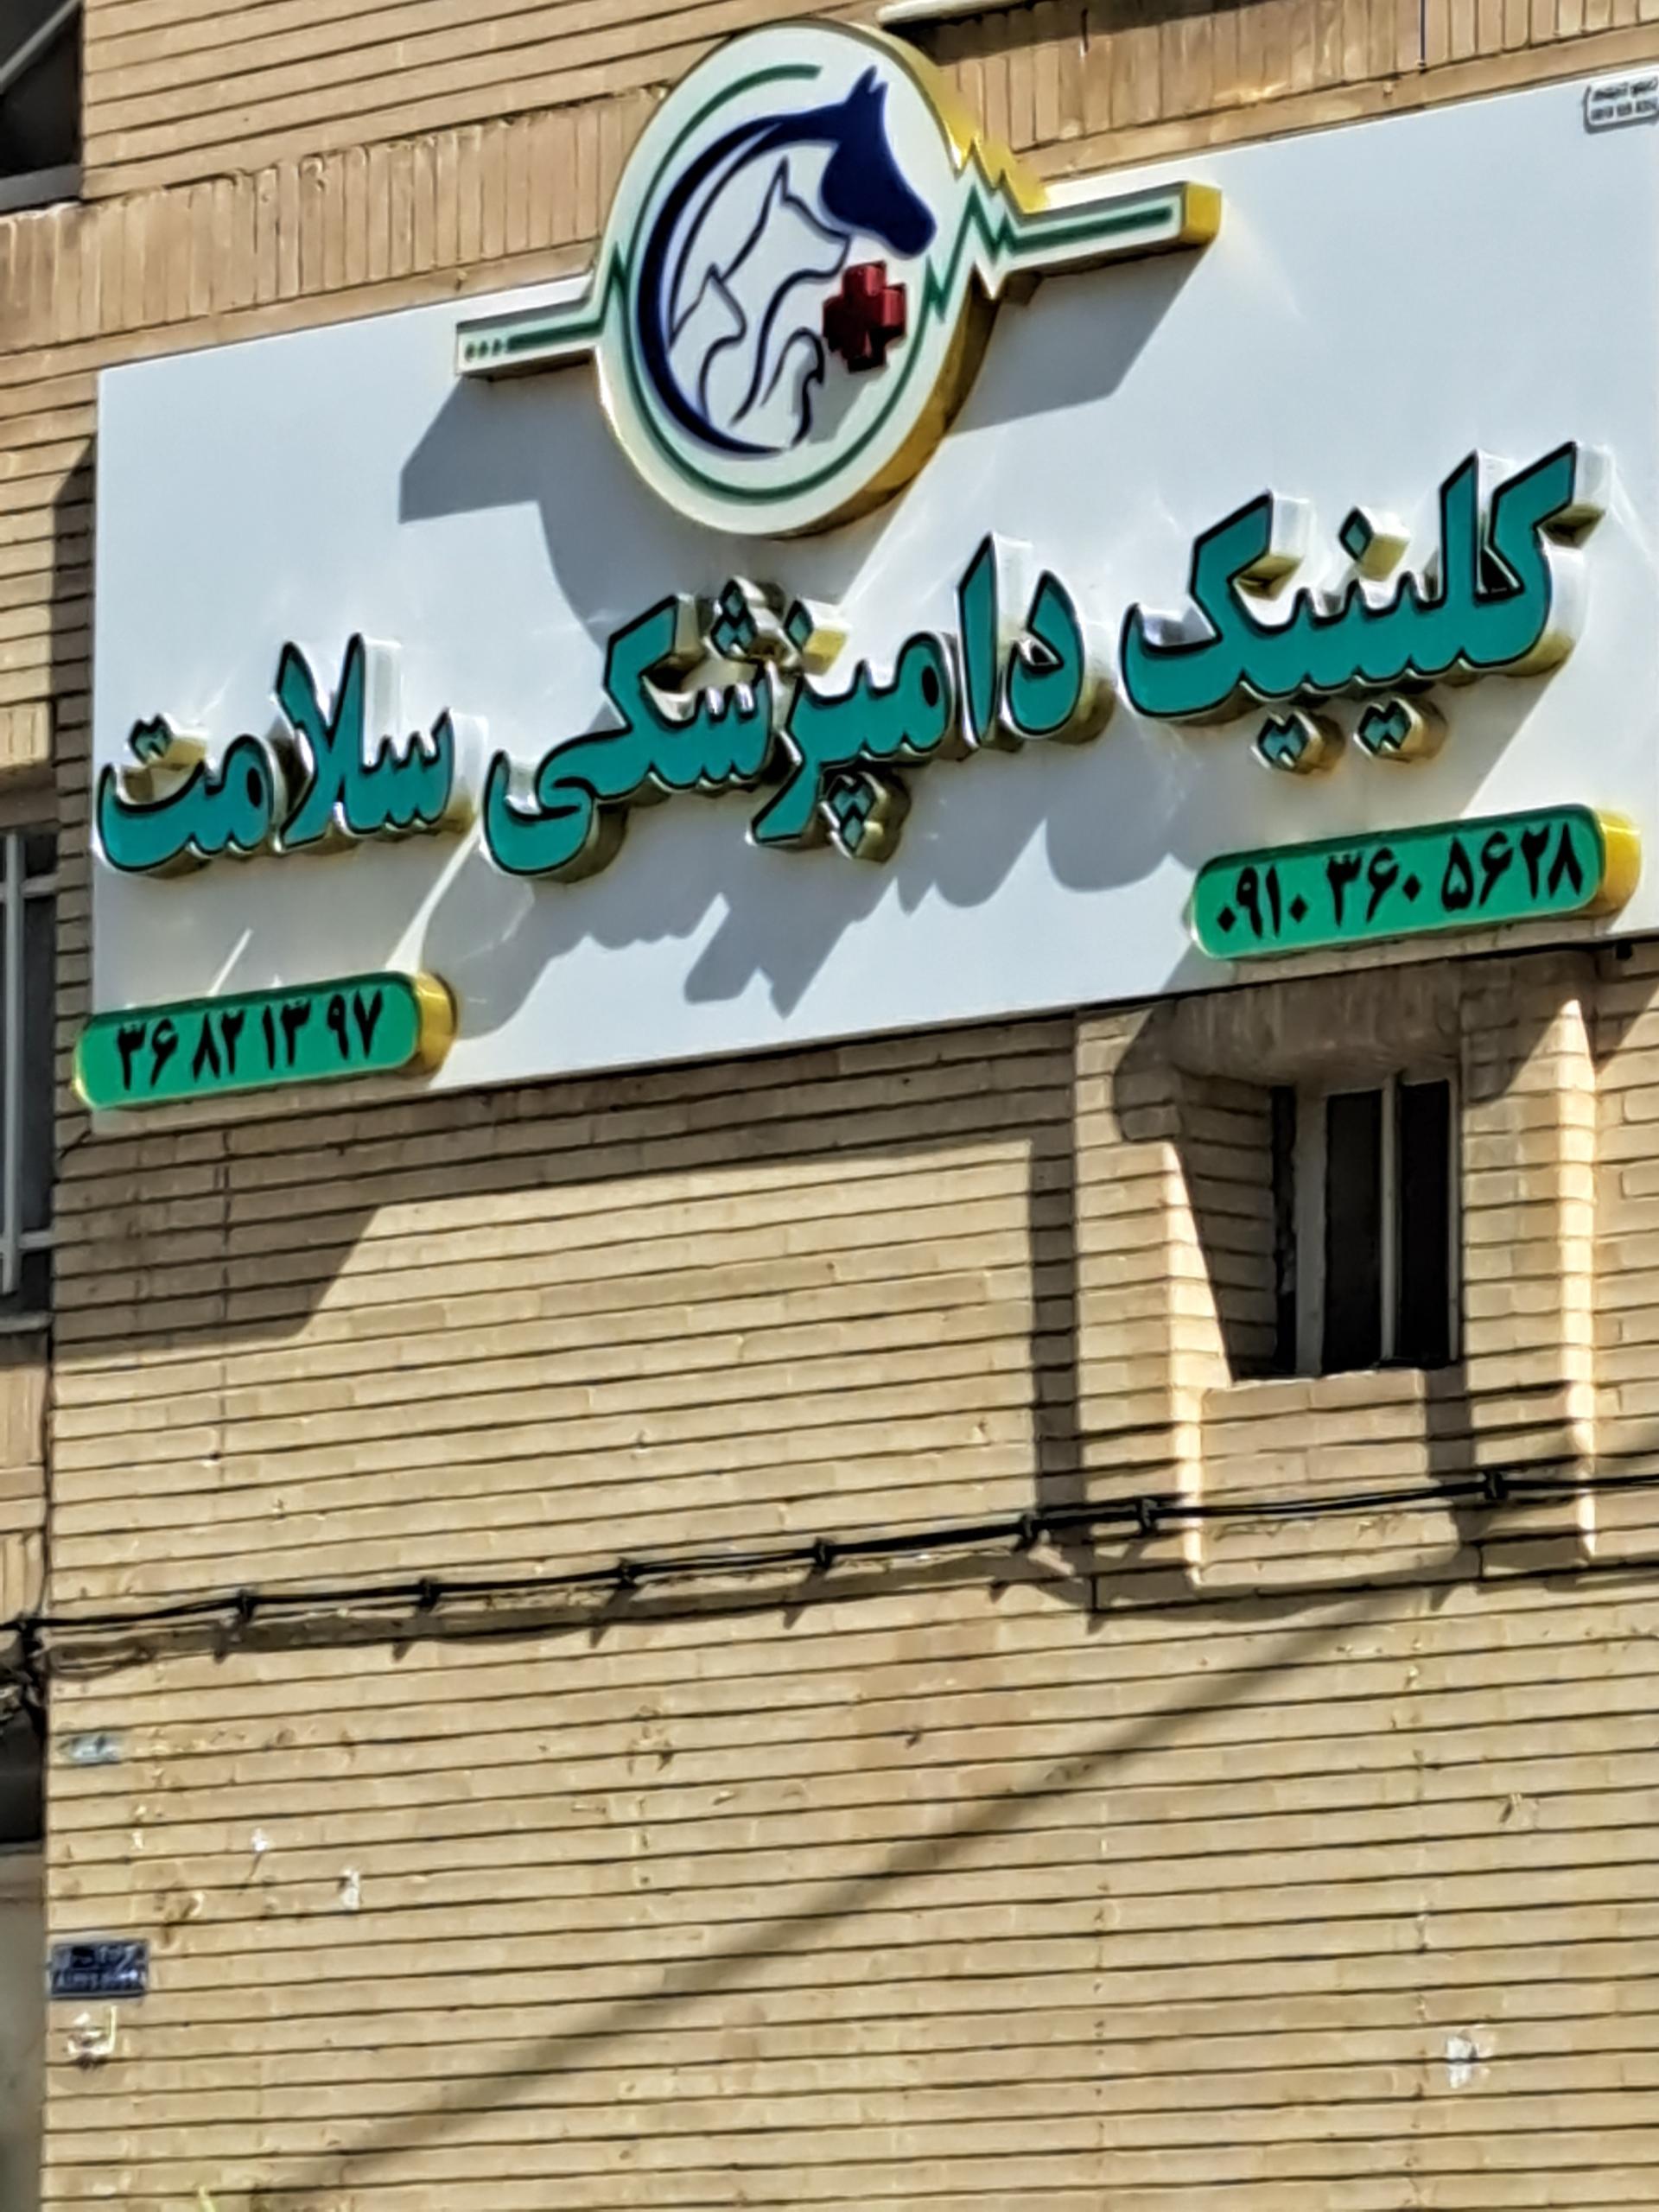 کلینیک دامپزشکی سلامت
۰۹۱۰ ۳۶۰ ۵۶۲۸
۳۶ ۸۲ ۱۳ ۹۷